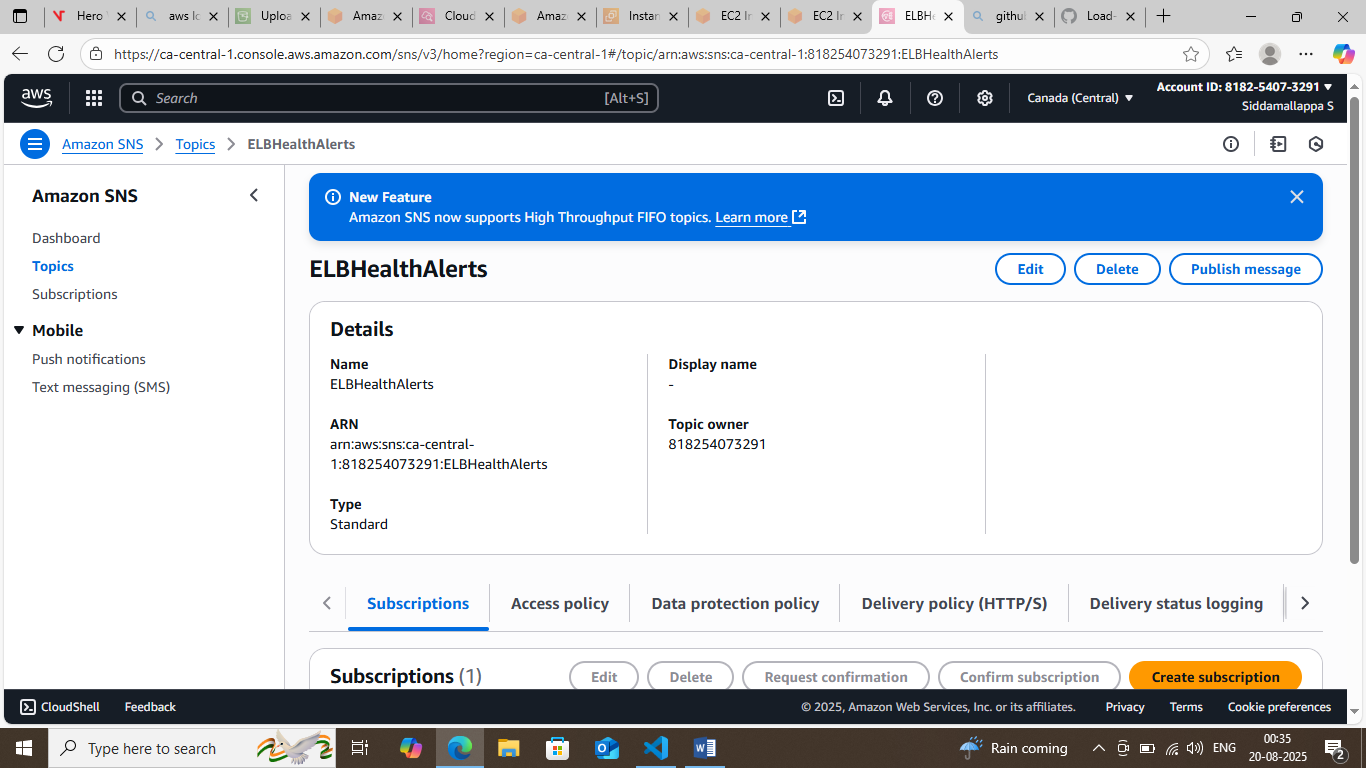 Hero V
aws lo
Uploa
Amaz
Cloud
Amaz
Instan
EC2 In
EC2 In
ELBHe
githu
Load-
https://ca-central-1.console.aws.amazon.com/sns/v3/home?region=ca-central-1#/topic/arn:aws:sns:ca-central-1:818254073291:ELBHealthAlerts
aws
Search
[Alt+S]
Canada (Central)
Account ID: 8182-5407-3291
Siddamallappa S
Amazon SNS
Topics
ELBHealthAlerts
Amazon SNS
Dashboard
Topics
Subscriptions
Mobile
Push notifications
Text messaging (SMS)
New Feature
Amazon SNS now supports High Throughput FIFO topics. Learn more
ELBHealthAlerts
Edit
Delete
Publish message
Details
Name
ELBHealthAlerts
ARN
arn:aws:sns:ca-central-
1:818254073291:ELBHealthAlerts
Type
Standard
Display name
-
Topic owner
818254073291
Subscriptions
Access policy
Data protection policy
Delivery policy (HTTP/S)
Delivery status logging
Subscriptions (1)
Edit
Delete
Request confirmation
Confirm subscription
Create subscription
CloudShell
Feedback
© 2025, Amazon Web Services, Inc. or its affiliates.
Privacy
Terms
Cookie preferences
Type here to search
Rain coming
ENG
00:35
20-08-2025
2